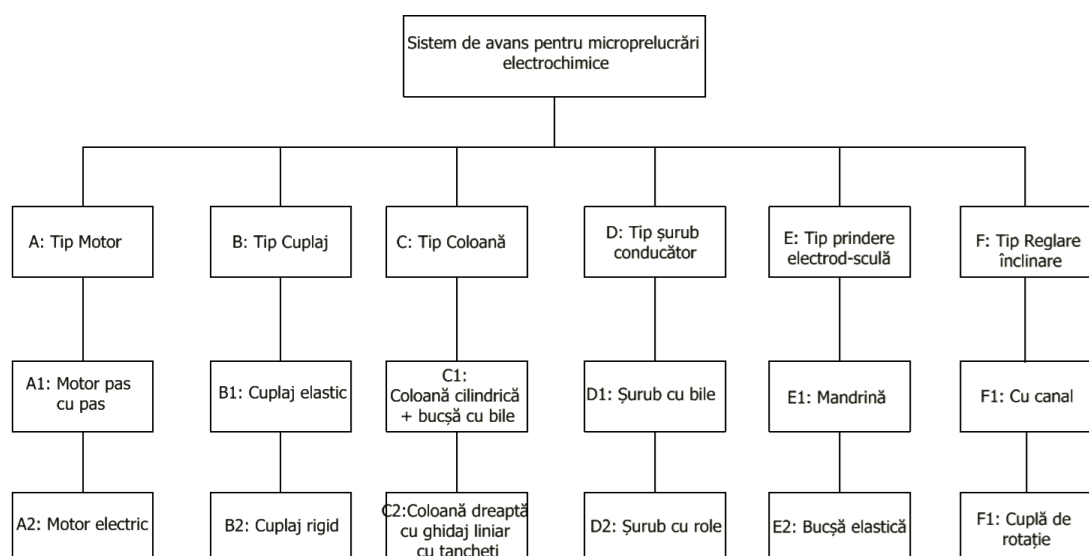 Sistem de avans pentru microprelucrări
electrochimice
A: Tip Motor
B: Tip Cuplaj
C: Tip Coloană
D: Tip șurub
conducător
E: Tip prindere
electrod-sculă
F: Tip Reglare
înclinare
A1: Motor pas
cu pas
B1: Cuplaj elastic
C1:
Coloană cilindrică
+ bucșă cu bile
D1: Șurub cu bile
E1: Mandrină
F1: Cu canal
A2: Motor electric
B2: Cuplaj rigid
C2:Coloană dreaptă
cu ghidaj liniar
cu tancheți
D2: Șurub cu role
E2: Bucșă elastică
F1: Cuplă de
rotație